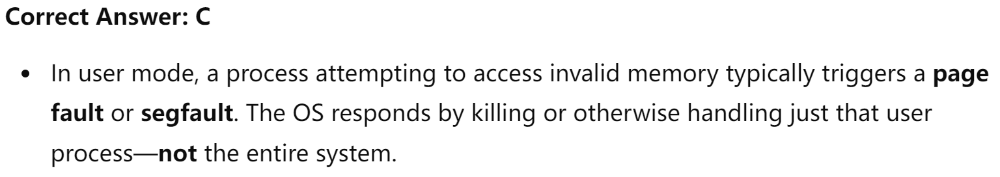 Correct Answer: C
• In user mode, a process attempting to access invalid memory typically triggers a page
fault or segfault. The OS responds by killing or otherwise handling just that user
process—not the entire system.